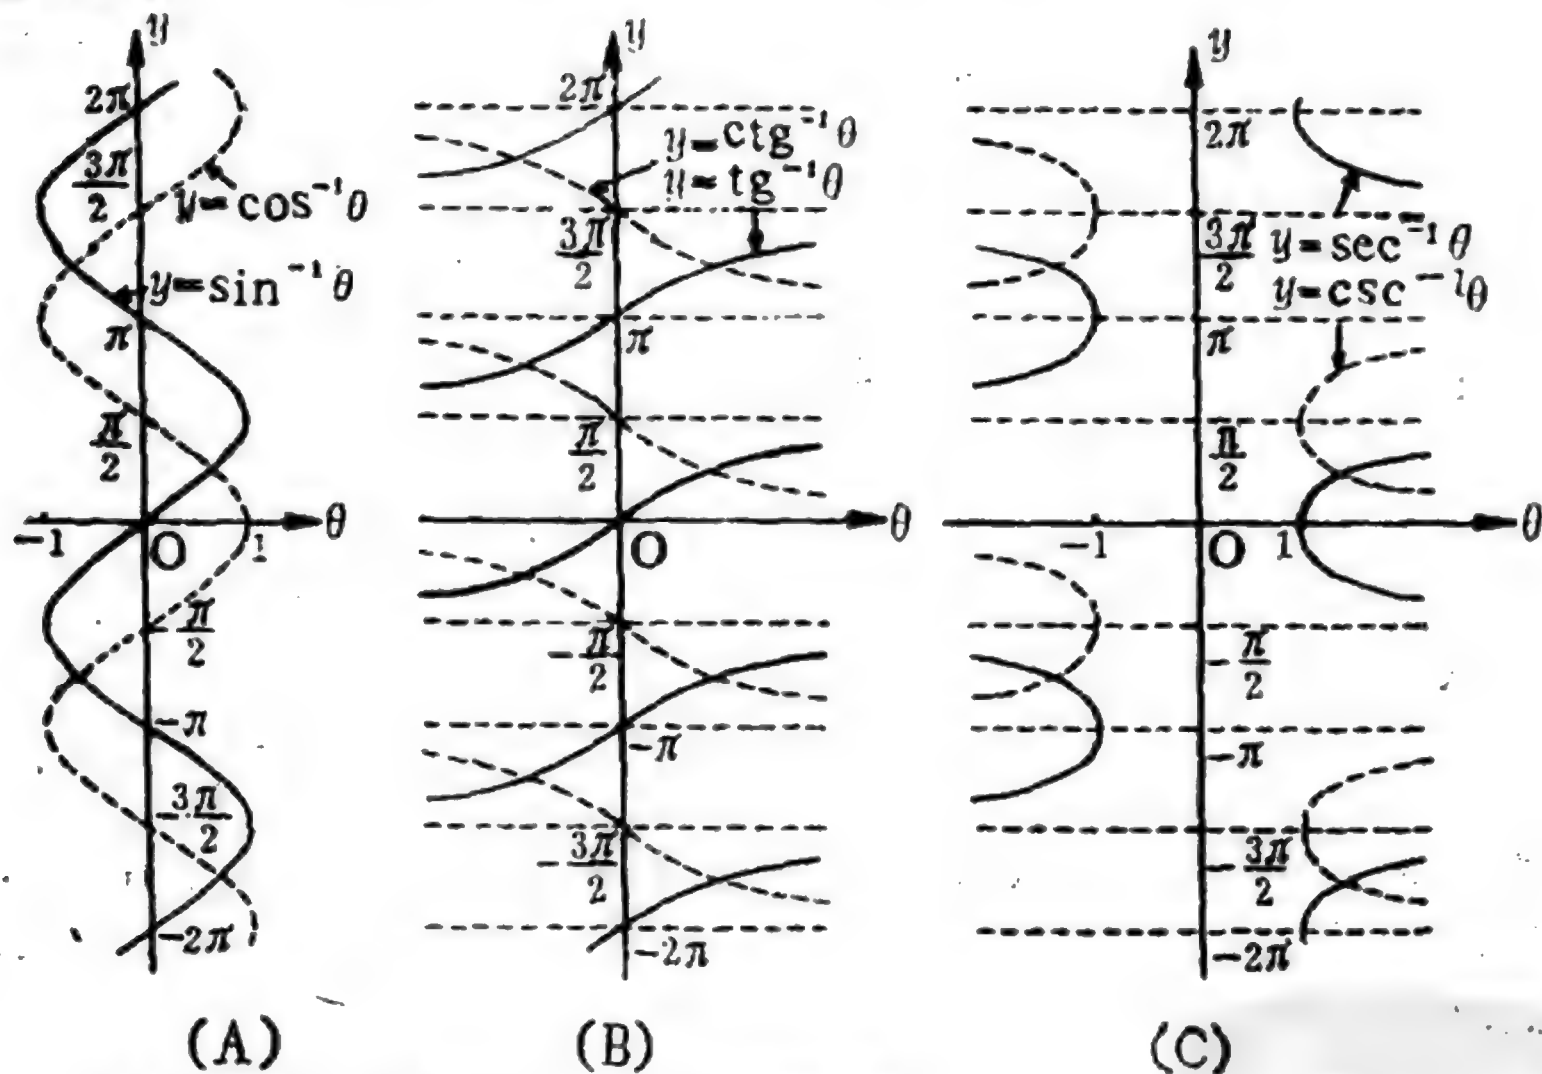 y
2π
3π/2
y=cos⁻¹θ
y=sin⁻¹θ
π
π/2
θ
-1
O
1
-π/2
-π
-3π/2
-2π
(A)
y
2π
y=ctg⁻¹θ
y=tg⁻¹θ
3π/2
π
π/2
θ
O
-π/2
-π
-3π/2
-2π
(B)
y
2π
3π/2
y=sec⁻¹θ
y=csc⁻¹θ
π
π/2
θ
-1
O
1
-π/2
-π
-3π/2
-2π
(C)